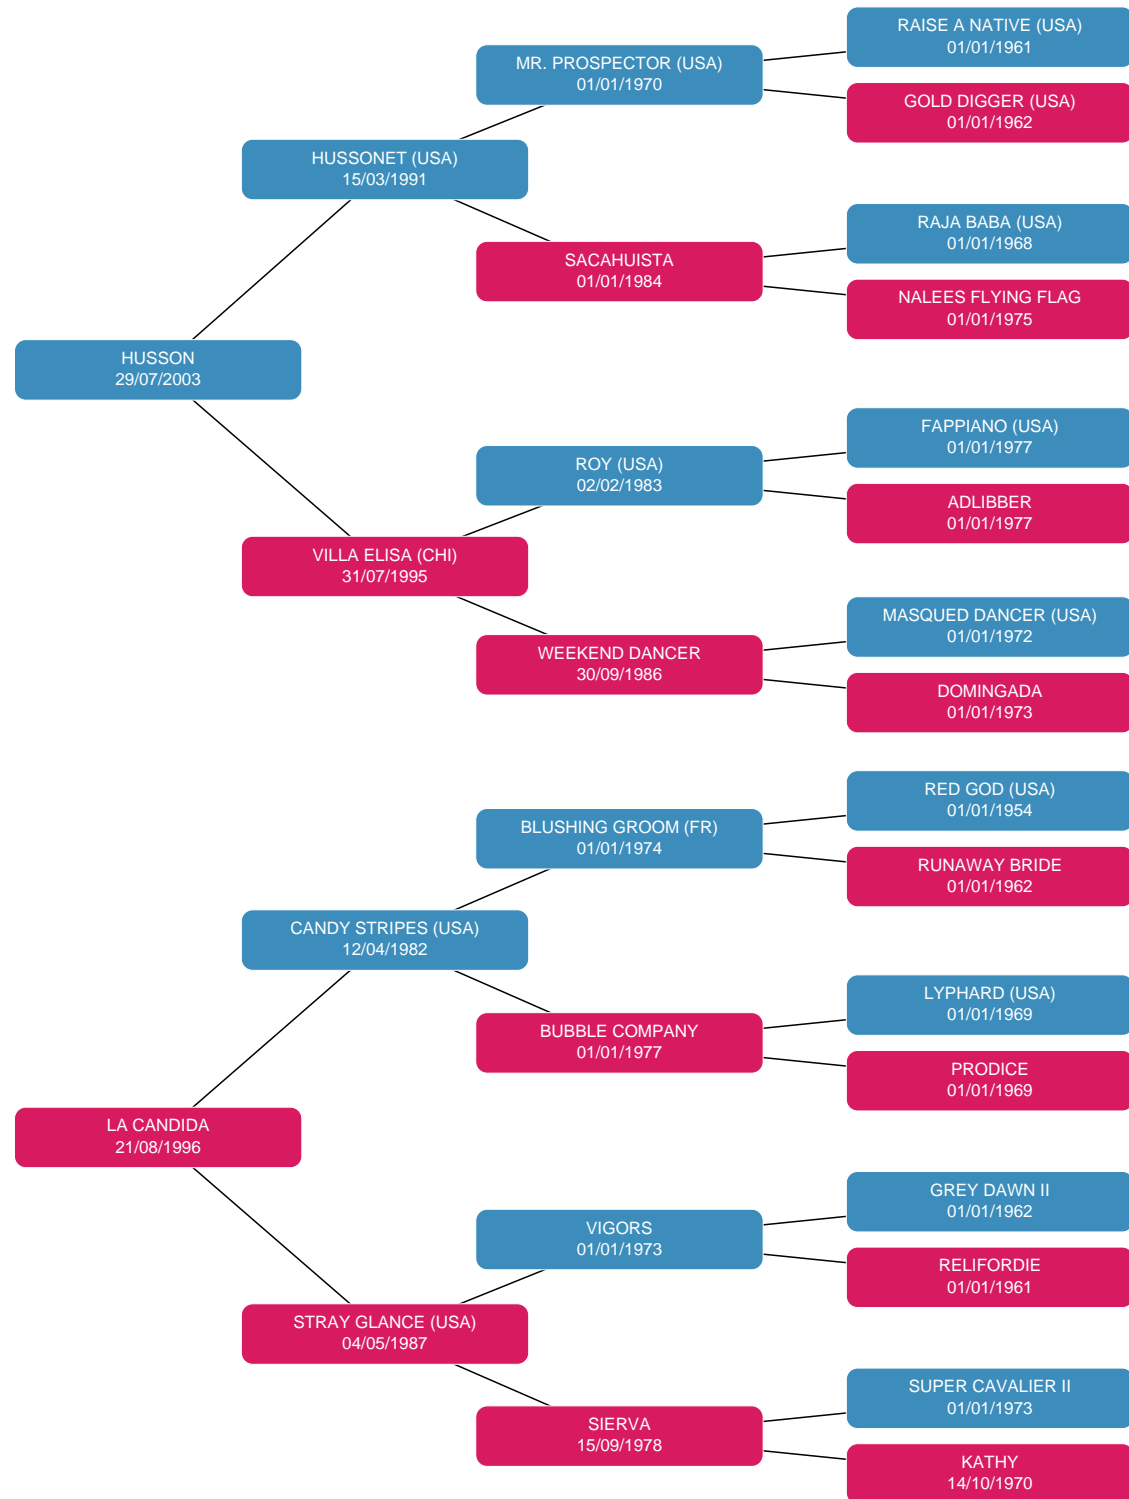 RAISE A NATIVE (USA)
01/01/1961
MR. PROSPECTOR (USA)
01/01/1970
GOLD DIGGER (USA)
01/01/1962
HUSSONET (USA)
15/03/1991
RAJA BABA (USA)
01/01/1968
SACAHUISTA
01/01/1984
NALEES FLYING FLAG
01/01/1975
HUSSON
29/07/2003
FAPPIANO (USA)
01/01/1977
ROY (USA)
02/02/1983
ADLIBBER
01/01/1977
VILLA ELISA (CHI)
31/07/1995
MASQUED DANCER (USA)
01/01/1972
WEEKEND DANCER
30/09/1986
DOMINGADA
01/01/1973
RED GOD (USA)
01/01/1954
BLUSHING GROOM (FR)
01/01/1974
RUNAWAY BRIDE
01/01/1962
CANDY STRIPES (USA)
12/04/1982
LYPHARD (USA)
01/01/1969
BUBBLE COMPANY
01/01/1977
PRODICE
01/01/1969
LA CANDIDA
21/08/1996
GREY DAWN II
01/01/1962
VIGORS
01/01/1973
RELIFORDIE
01/01/1961
STRAY GLANCE (USA)
04/05/1987
SUPER CAVALIER II
01/01/1973
SIERVA
15/09/1978
KATHY
14/10/1970